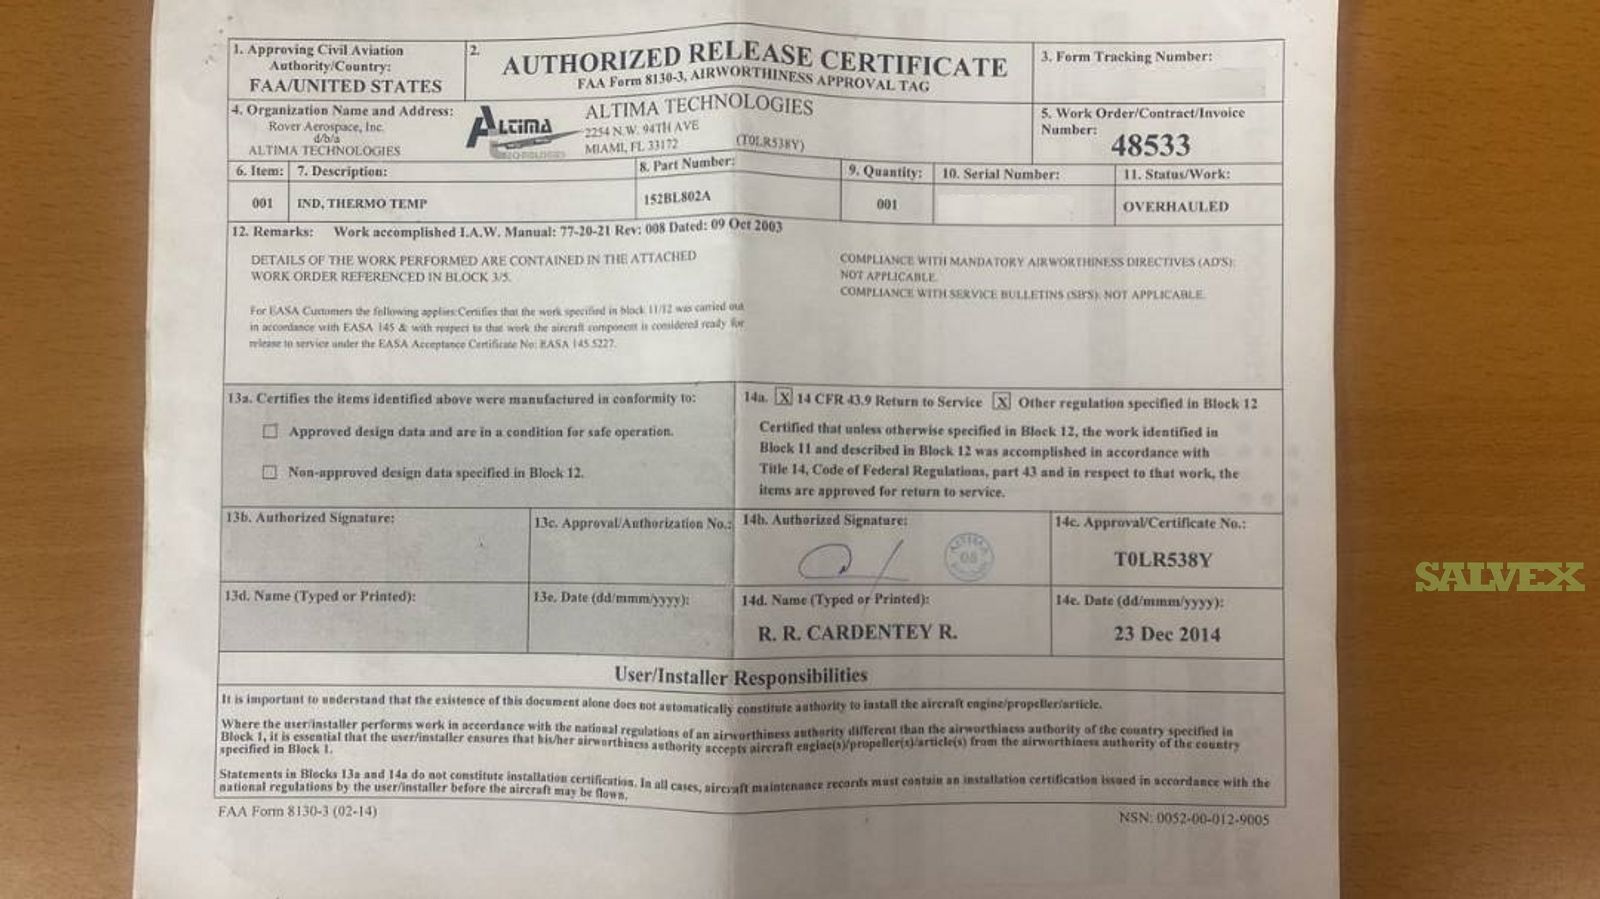 1. Approving Civil Aviation
Authority/Country:
FAA/UNITED STATES
2.
AUTHORIZED RELEASE CERTIFICATE
FAA Form 8130-3, AIRWORTHINESS APPROVAL TAG
3. Form Tracking Number:
4. Organization Name and Address:
Rover Aerospace, Inc.
d/b/a
ALTIMA TECHNOLOGIES
ALTIMA
TECHNOLOGIES
ALTIMA TECHNOLOGIES
2254 N.W. 94TH AVE
MIAMI, FL 33172
(T0LR538Y)
5. Work Order/Contract/Invoice
Number:
48533
6. Item:
7. Description:
8. Part Number:
9. Quantity:
10. Serial Number:
11. Status/Work:
001
IND, THERMO TEMP
152BL802A
001
OVERHAULED
12. Remarks: Work accomplished I.A.W. Manual: 77-20-21 Rev: 008 Dated: 09 Oct 2003
DETAILS OF THE WORK PERFORMED ARE CONTAINED IN THE ATTACHED
WORK ORDER REFERENCED IN BLOCK 3/5.
For EASA Customers the following applies:Certifies that the work specified in block 11/12 was carried out
in accordance with EASA 145 & with respect to that work the aircraft component is considered ready for
release to service under the EASA Acceptance Certificate No: EASA 145.5227.
COMPLIANCE WITH MANDATORY AIRWORTHINESS DIRECTIVES (AD'S):
NOT APPLICABLE.
COMPLIANCE WITH SERVICE BULLETINS (SB'S): NOT APPLICABLE.
13a. Certifies the items identified above were manufactured in conformity to:
Approved design data and are in a condition for safe operation.
Non-approved design data specified in Block 12.
14a. X 14 CFR 43.9 Return to Service X Other regulation specified in Block 12
Certified that unless otherwise specified in Block 12, the work identified in
Block 11 and described in Block 12 was accomplished in accordance with
Title 14, Code of Federal Regulations, part 43 and in respect to that work, the
items are approved for return to service.
13b. Authorized Signature:
13c. Approval/Authorization No.:
14b. Authorized Signature:
08
14c. Approval/Certificate No.:
T0LR538Y
13d. Name (Typed or Printed):
13e. Date (dd/mmm/yyyy):
14d. Name (Typed or Printed):
R. R. CARDENTEY R.
14e. Date (dd/mmm/yyyy):
23 Dec 2014
User/Installer Responsibilities
It is important to understand that the existence of this document alone does not automatically constitute authority to install the aircraft engine/propeller/article.
Where the user/installer performs work in accordance with the national regulations of an airworthiness authority different than the airworthiness authority of the country specified in
Block 1, it is essential that the user/installer ensures that his/her airworthiness authority accepts aircraft engine(s)/propeller(s)/article(s) from the airworthiness authority of the country
specified in Block 1.
Statements in Blocks 13a and 14a do not constitute installation certification. In all cases, aircraft maintenance records must contain an installation certification issued in accordance with the
national regulations by the user/installer before the aircraft may be flown.
FAA Form 8130-3 (02-14)
NSN: 0052-00-012-9005
SALVEX